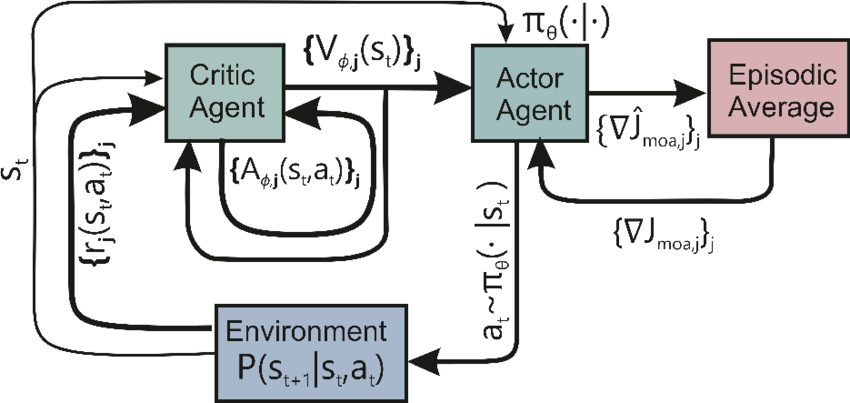 π_θ(·|·)
{V_ϕ,j(s_t)}_j
Critic
Agent
Actor
Agent
Episodic
Average
{∇Ĵ_moa,j}_j
s_t
{r_j(s_t,a_t)}_j
{A_ϕ,j(s_t,a_t)}_j
a_t~π_θ(· |s_t)
{∇J_moa,j}_j
Environment
P(s_t+1|s_t,a_t)